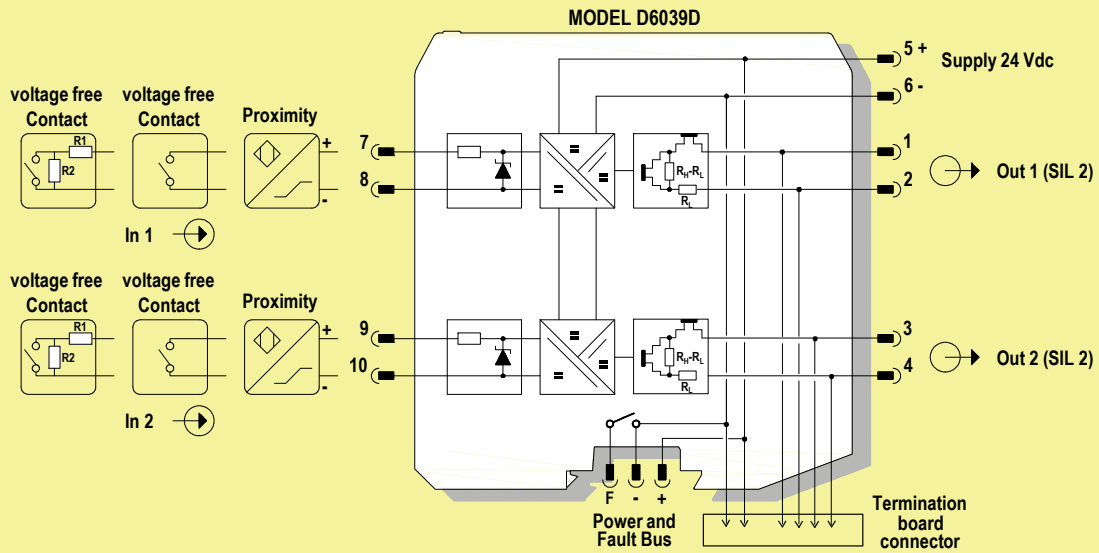 MODEL D6039D
5 +
Supply 24 Vdc
6 -
voltage free
Contact
voltage free
Contact
Proximity
R1
R2
+
-
7
8
In 1
=
=
RH-RL
RL
1
2
Out 1 (SIL 2)
voltage free
Contact
voltage free
Contact
Proximity
R1
R2
+
-
9
10
In 2
=
=
RH-RL
RL
3
4
Out 2 (SIL 2)
F - +
Power and
Fault Bus
Termination
board
connector